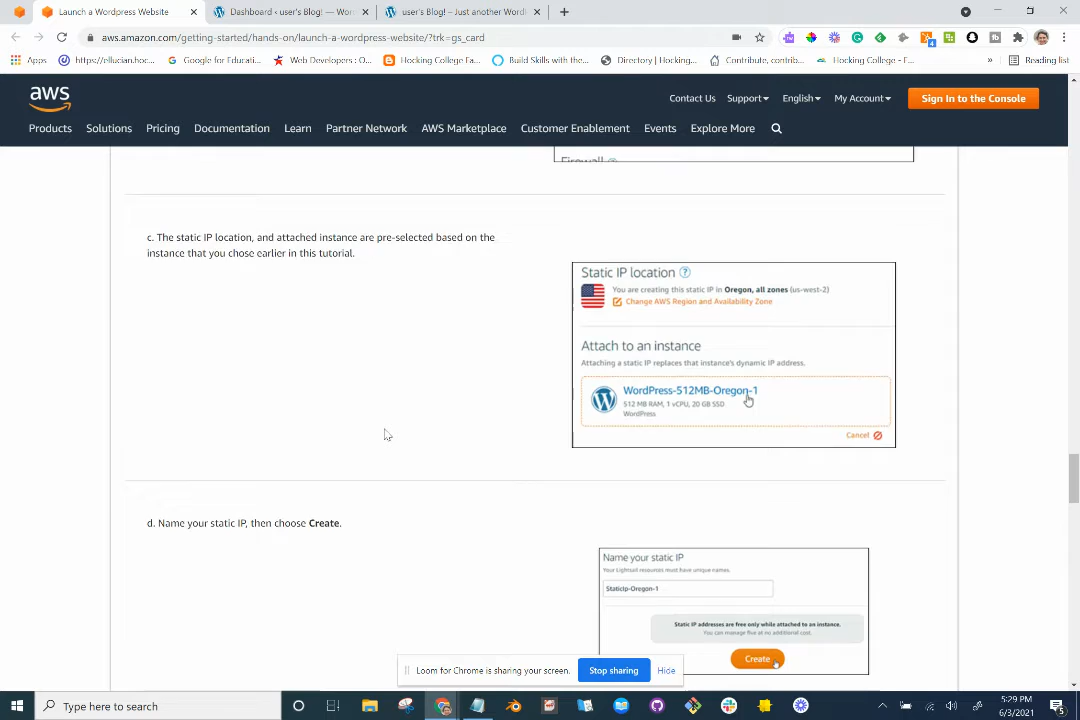 Launch a Wordpress Website
Dashboard ‹ user's Blog! — Wor
user's Blog! – Just another Word
aws.amazon.com/getting-started/hands-on/launch-a-wordpress-website/?trk=gs_card
Apps
https://ellucian.hoc...
Google for Educati...
Web Developers : O...
Hocking College Fa...
Build Skills with the...
Directory | Hocking...
Contribute, contrib...
Hocking College - F...
»
Reading list
aws
Contact Us
Support
English
My Account
Sign In to the Console
Products
Solutions
Pricing
Documentation
Learn
Partner Network
AWS Marketplace
Customer Enablement
Events
Explore More
Firewall
c. The static IP location, and attached instance are pre-selected based on the
instance that you chose earlier in this tutorial.
Static IP location ?
You are creating this static IP in Oregon, all zones (us-west-2)
Change AWS Region and Availability Zone
Attach to an instance
Attaching a static IP replaces that instance's dynamic IP address.
WordPress-512MB-Oregon-1
512 MB RAM, 1 vCPU, 20 GB SSD
WordPress
Cancel
d. Name your static IP, then choose Create.
Name your static IP
Your Lightsail resources must have unique names.
StaticIp-Oregon-1
Static IP addresses are free only while attached to an instance.
You can manage five at no additional cost.
Create
Loom for Chrome is sharing your screen.
Stop sharing
Hide
Type here to search
5:29 PM
6/3/2021
5